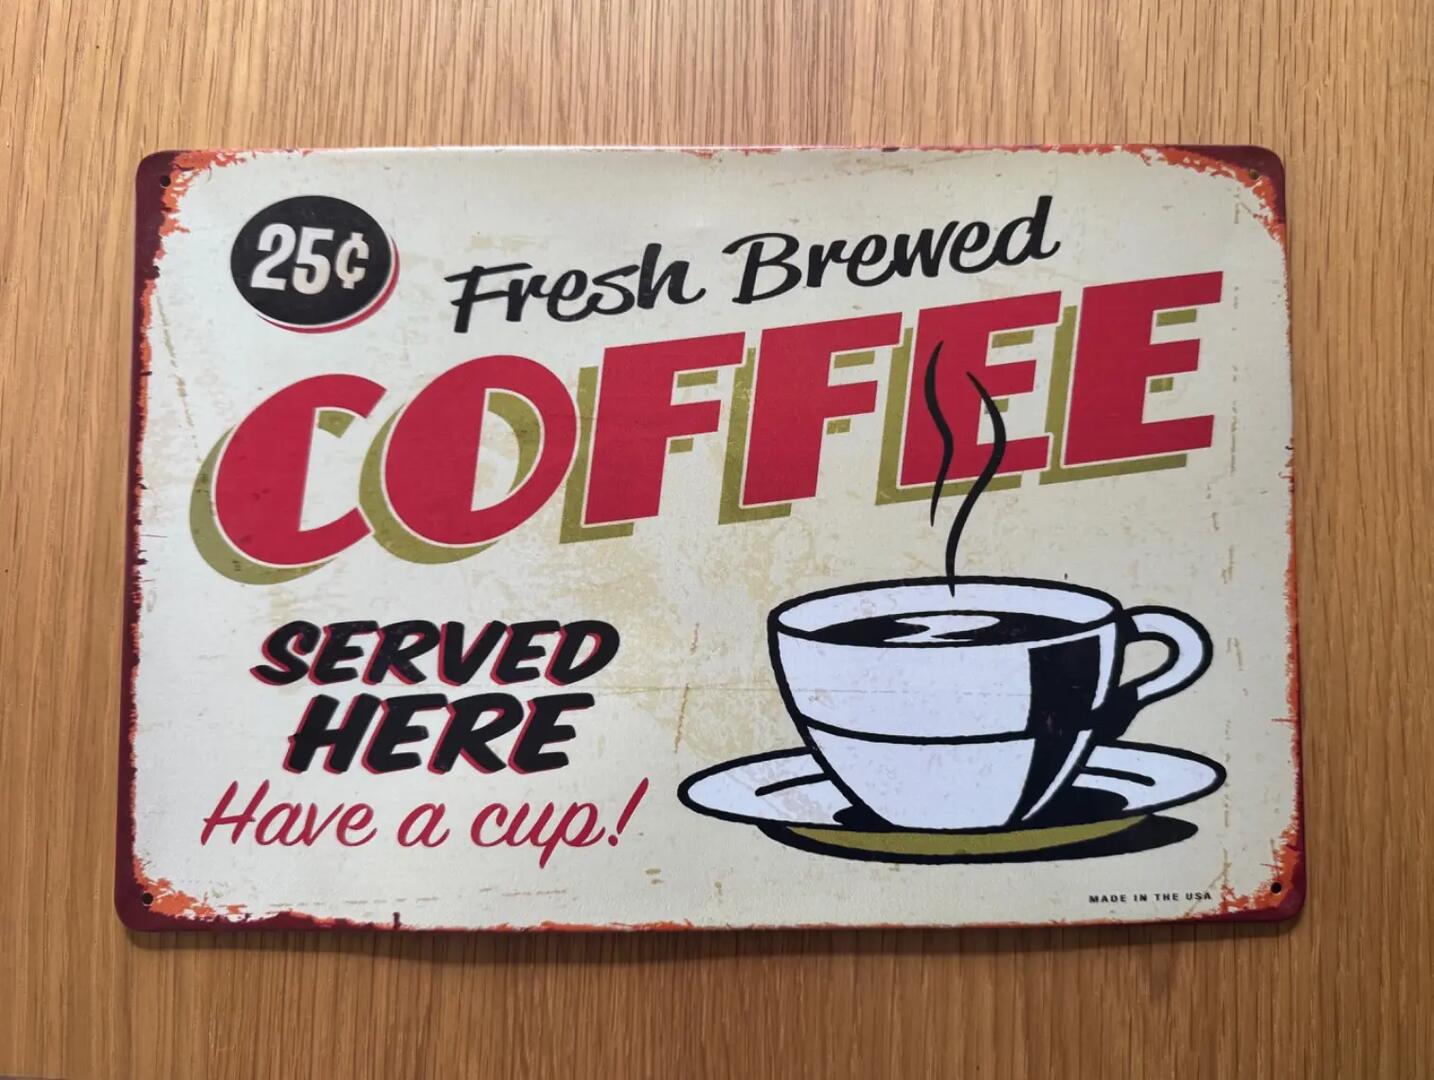 25¢
Fresh Brewed
COFFEE
SERVED
HERE
Have a cup!
MADE IN THE USA